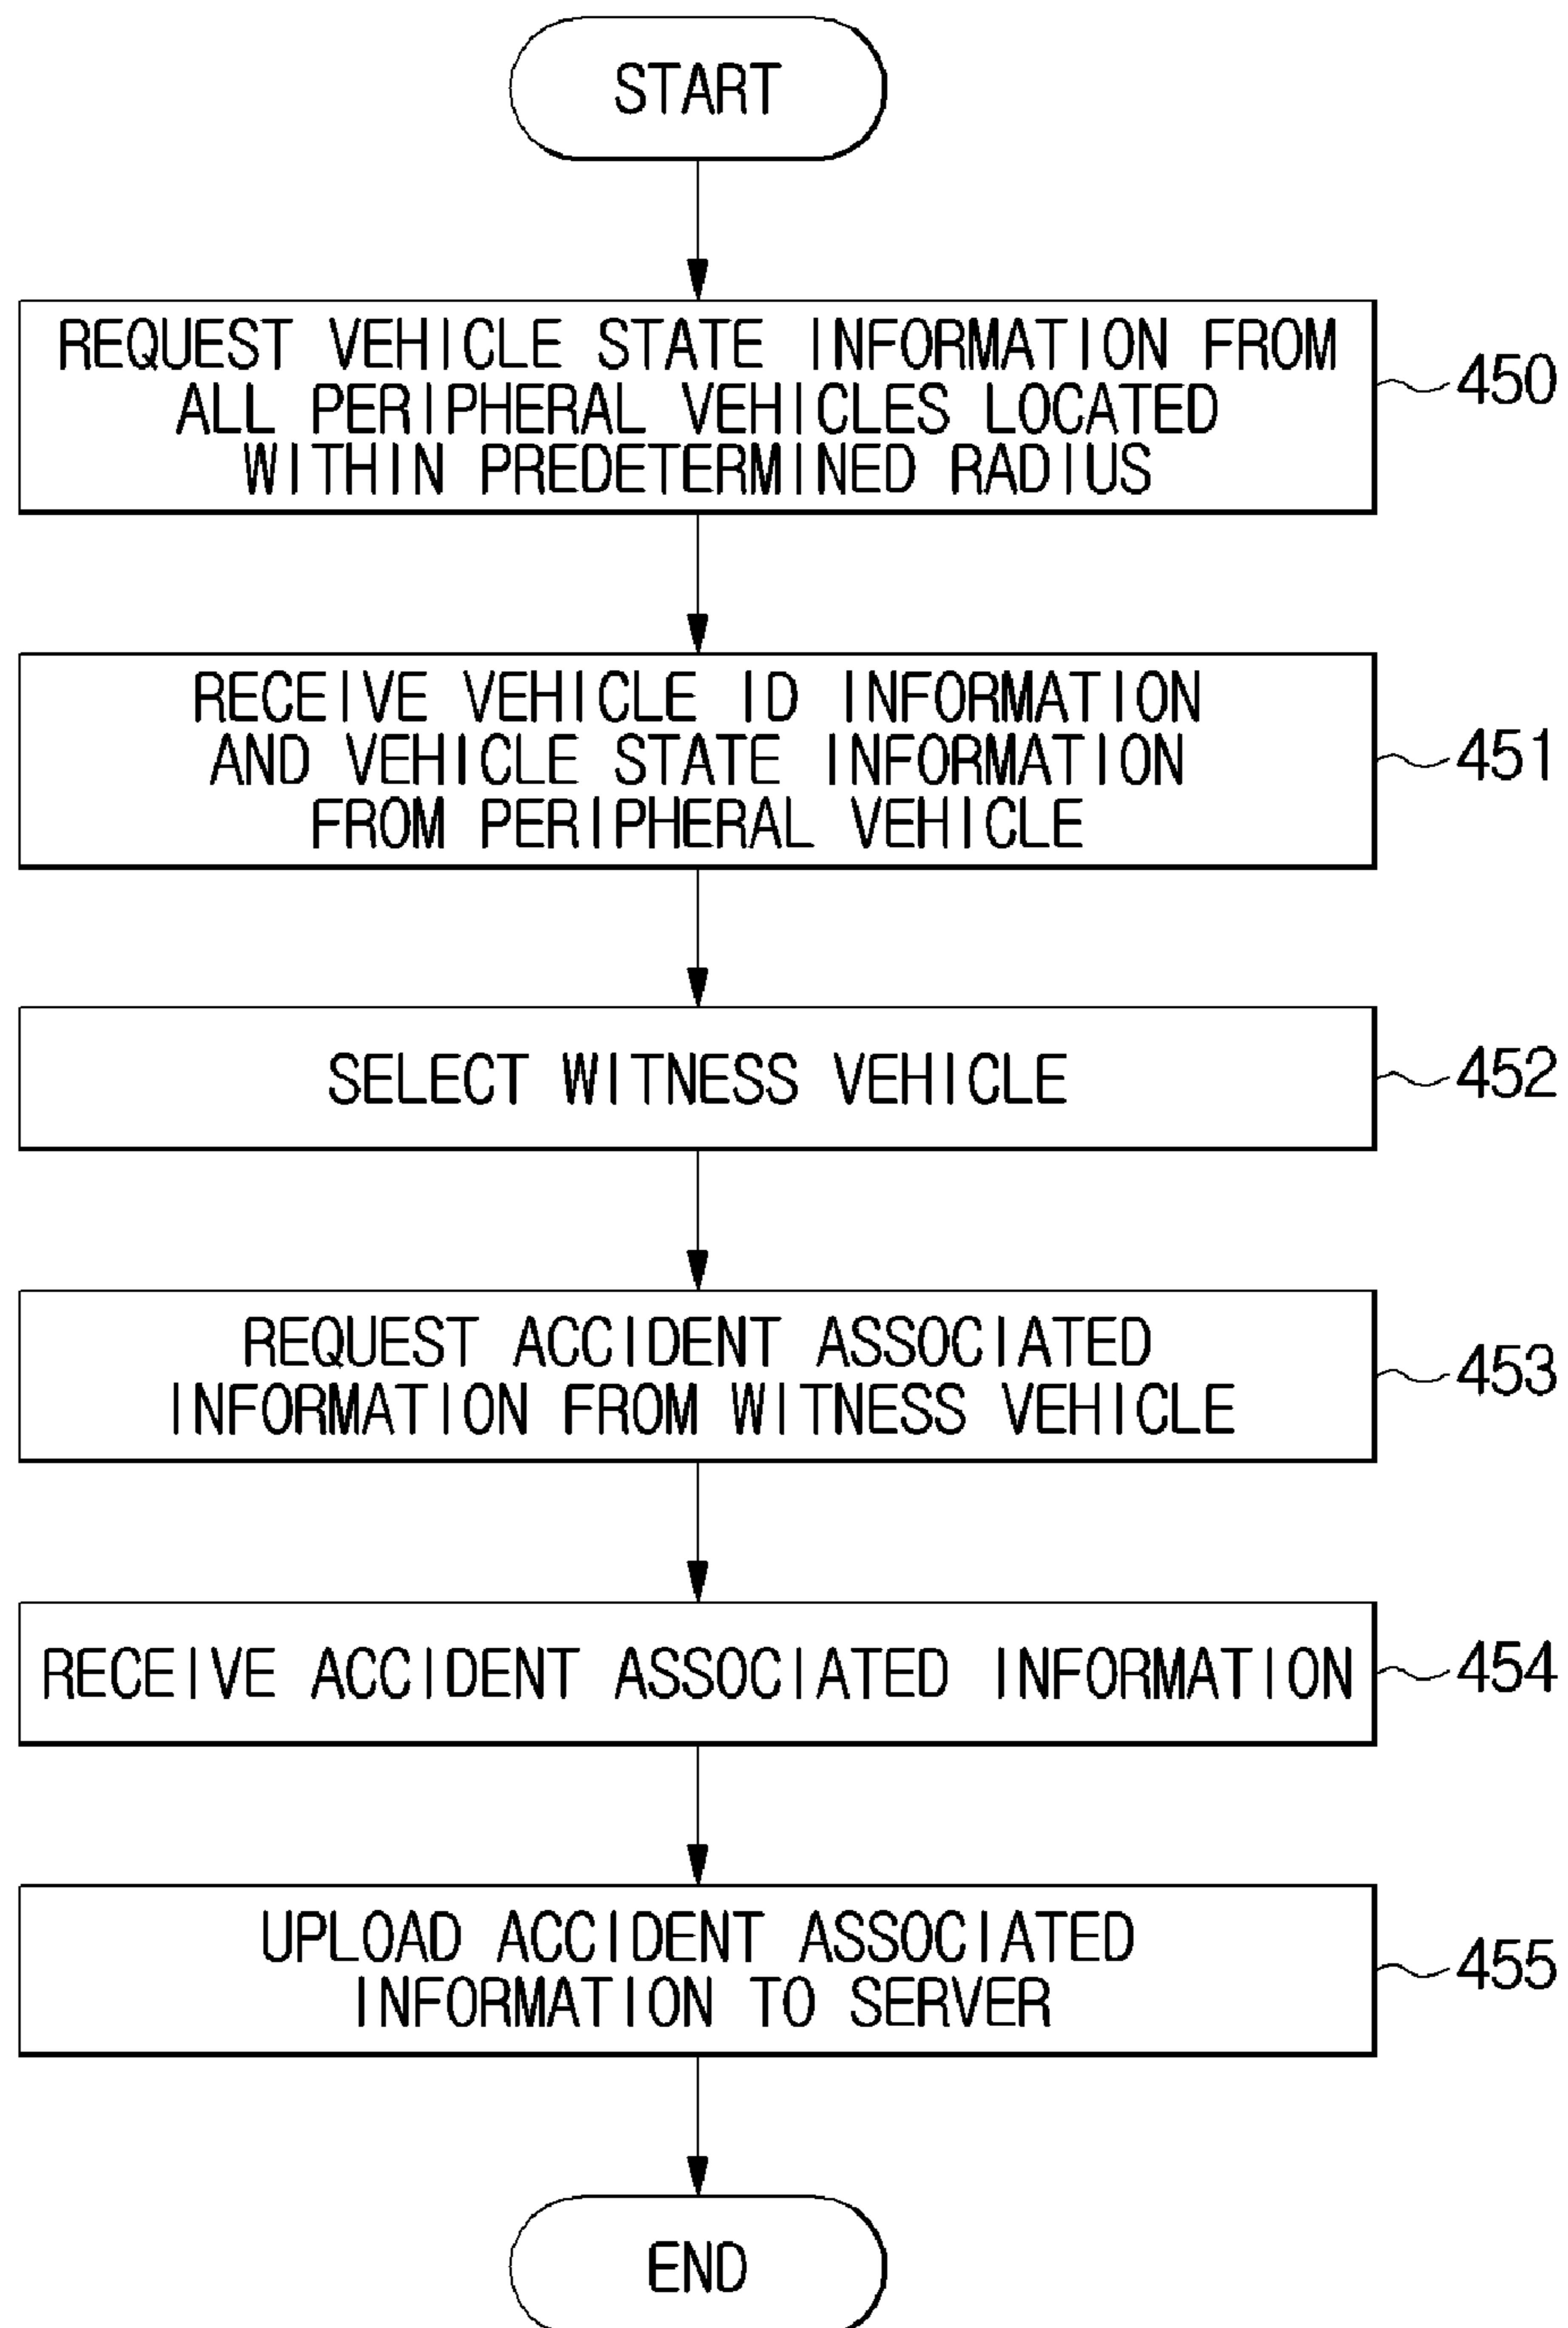 START
REQUEST VEHICLE STATE INFORMATION FROM
ALL PERIPHERAL VEHICLES LOCATED
WITHIN PREDETERMINED RADIUS
450
RECEIVE VEHICLE ID INFORMATION
AND VEHICLE STATE INFORMATION
FROM PERIPHERAL VEHICLE
451
SELECT WITNESS VEHICLE
452
REQUEST ACCIDENT ASSOCIATED
INFORMATION FROM WITNESS VEHICLE
453
RECEIVE ACCIDENT ASSOCIATED INFORMATION
454
UPLOAD ACCIDENT ASSOCIATED
INFORMATION TO SERVER
455
END